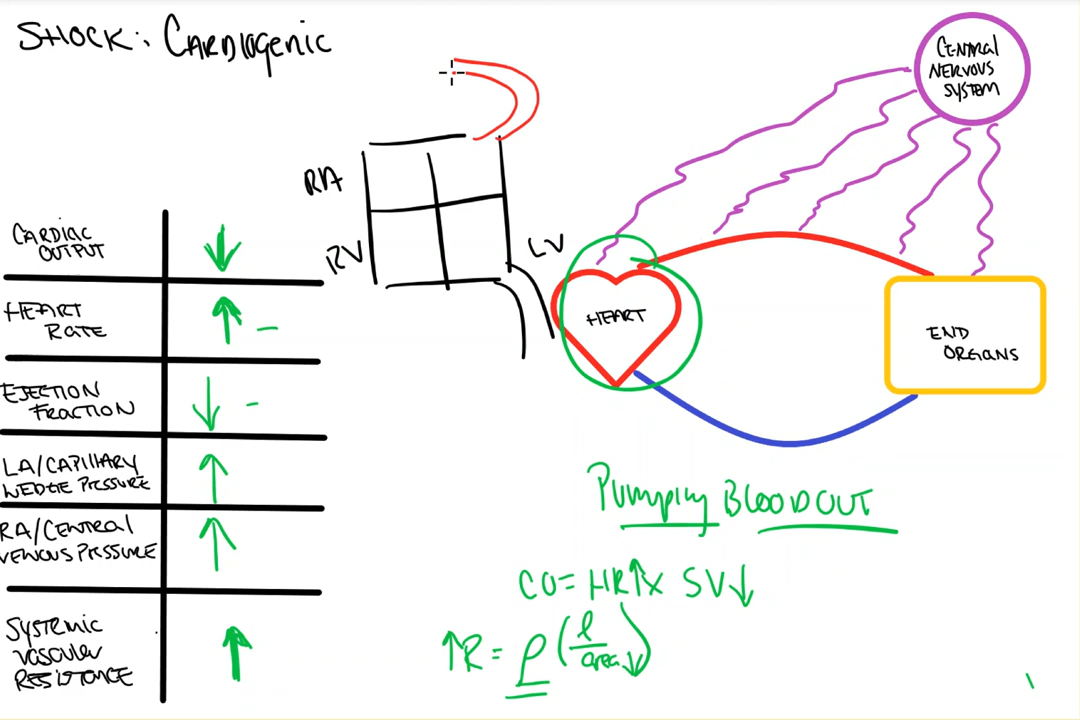 SHOCK: CARDIOGENIC
CENTRAL
NERVOUS
SYSTEM
RA
RV
LV
CARDIAC
OUTPUT
↓
HEART
RATE
↑ -
EJECTION
FRACTION
↓ -
LA/CAPILLARY
WEDGE PRESSURE
↑
RA/CENTRAL
VENOUS PRESSURE
↑
SYSTEMIC
VASCULAR
RESISTANCE
↑
HEART
END
ORGANS
PUMPING BLOOD OUT
CO = HR↑ x SV↓
↑R = ρ (l/area↓)